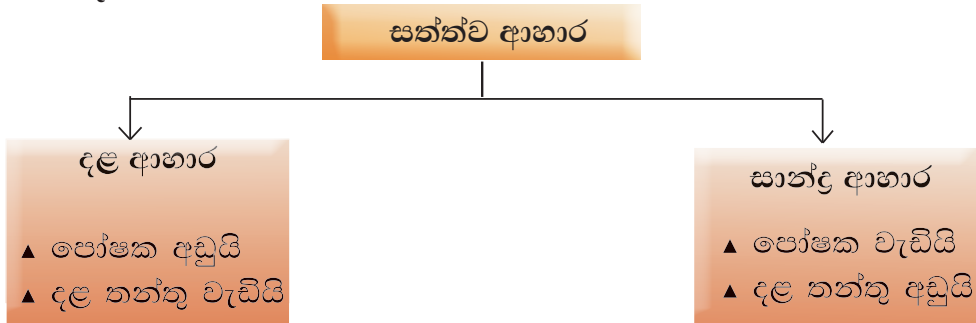 සත්ත්ව ආහාර
දළ ආහාර
▲ පෝෂක අඩුයි
▲ දළ තන්තු වැඩියි
සාන්ද්‍ර ආහාර
▲ පෝෂක වැඩියි
▲ දළ තන්තු අඩුයි